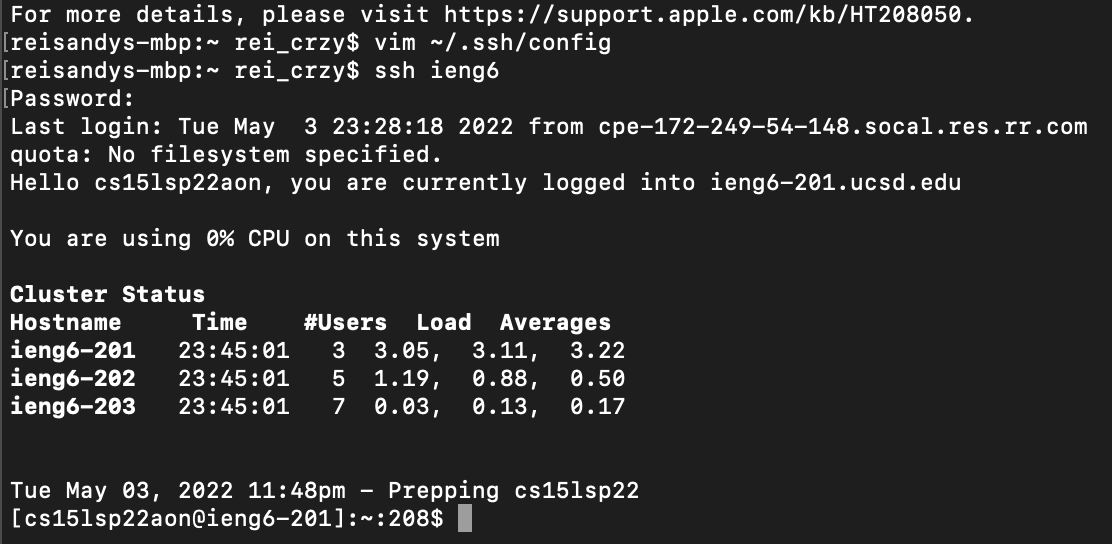 For more details, please visit https://support.apple.com/kb/HT208050.
[reisandys-mbp:~ rei_crzy$ vim ~/.ssh/config
[reisandys-mbp:~ rei_crzy$ ssh ieng6
[Password:
Last login: Tue May  3 23:28:18 2022 from cpe-172-249-54-148.socal.res.rr.com
quota: No filesystem specified.
Hello cs15lsp22aon, you are currently logged into ieng6-201.ucsd.edu
You are using 0% CPU on this system
Cluster Status
Hostname     Time    #Users  Load  Averages
ieng6-201   23:45:01   3  3.05,  3.11,  3.22
ieng6-202   23:45:01   5  1.19,  0.88,  0.50
ieng6-203   23:45:01   7  0.03,  0.13,  0.17
Tue May 03, 2022 11:48pm - Prepping cs15lsp22
[cs15lsp22aon@ieng6-201]:~:208$